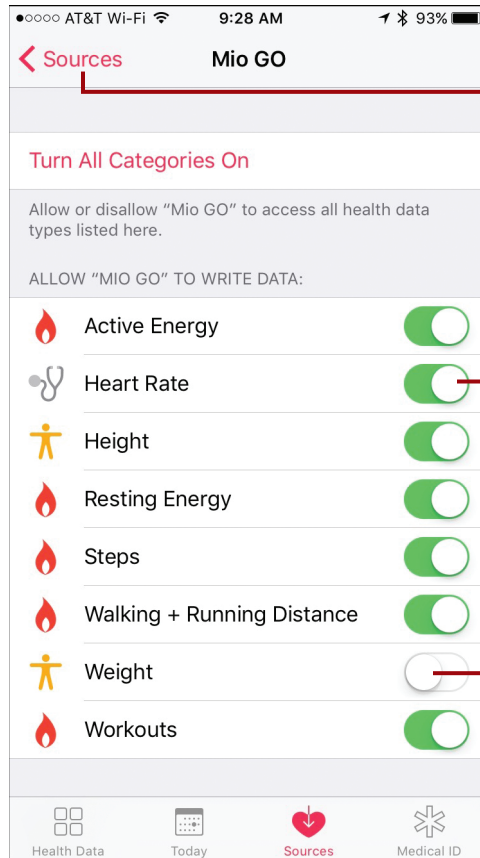 AT&T Wi-Fi 9:28 AM 93%
Sources Mio GO
Turn All Categories On
Allow or disallow “Mio GO” to access all health data
types listed here.
ALLOW “MIO GO” TO WRITE DATA:
Active Energy
Heart Rate
Height
Resting Energy
Steps
Walking + Running Distance
Weight
Workouts
Health Data Today Sources Medical ID